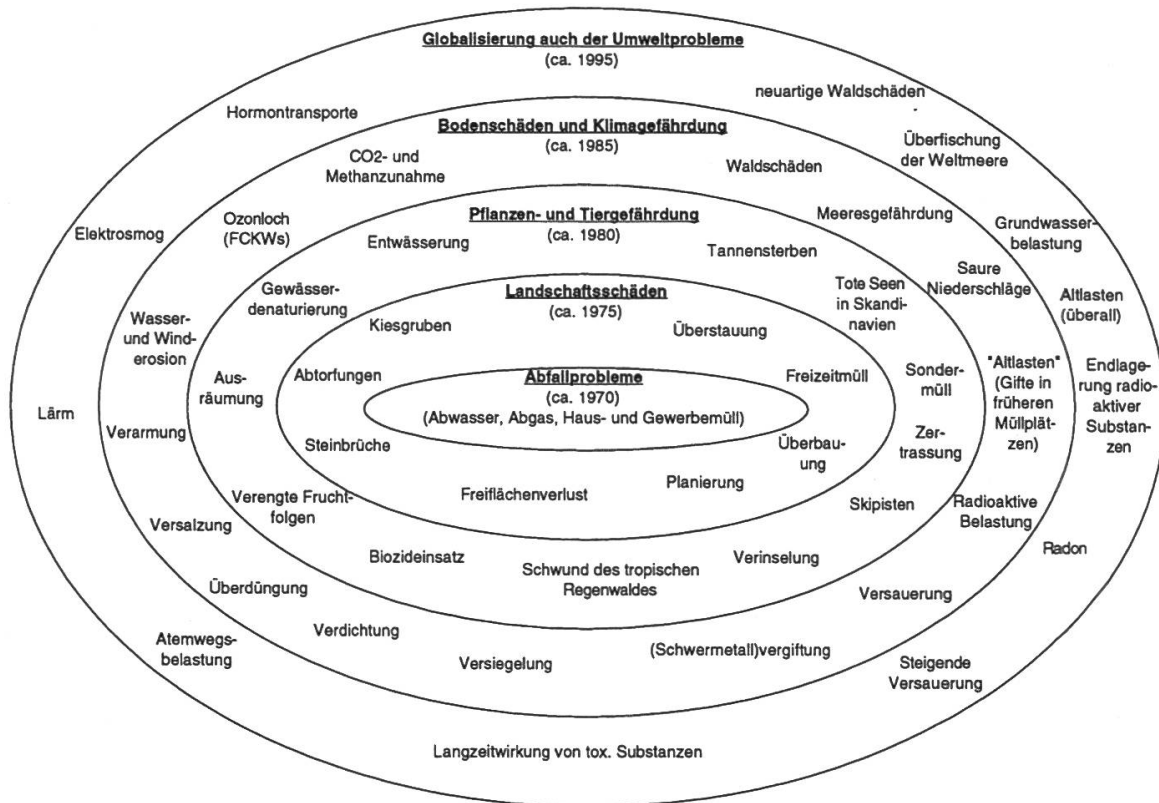 Globalisierung auch der Umweltprobleme
(ca. 1995)
neuartige Waldschäden
Hormontransporte
Überfischung
der Weltmeere
Elektrosmog
Grundwasser-
belastung
Altlasten
(überall)
Endlage-
rung radio-
aktiver
Substan-
zen
Lärm
Radon
Atemwegs-
belastung
Steigende
Versauerung
Langzeitwirkung von tox. Substanzen
Bodenschäden und Klimagefährdung
(ca. 1985)
CO2- und
Methanzunahme
Waldschäden
Ozonloch
(FCKWs)
Meeresgefährdung
Saure
Niederschläge
Wasser-
und Wind-
erosion
"Altlasten"
(Gifte in
früheren
Müllplät-
zen)
Verarmung
Versalzung
Radioaktive
Belastung
Überdüngung
Versauerung
Verdichtung
(Schwermetall)vergiftung
Versiegelung
Pflanzen- und Tiergefährdung
(ca. 1980)
Entwässerung
Tannensterben
Gewässer-
denaturierung
Tote Seen
in Skandi-
navien
Aus-
räumung
Sonder-
müll
Zer-
trassung
Verengte Frucht-
folgen
Skipisten
Biozideinsatz
Verinselung
Schwund des tropischen
Regenwaldes
Landschaftsschäden
(ca. 1975)
Kiesgruben
Überstauung
Abtorfungen
Freizeitmüll
Steinbrüche
Überbau-
ung
Planierung
Freiflächenverlust
Abfallprobleme
(ca. 1970)
(Abwasser, Abgas, Haus- und Gewerbemüll)